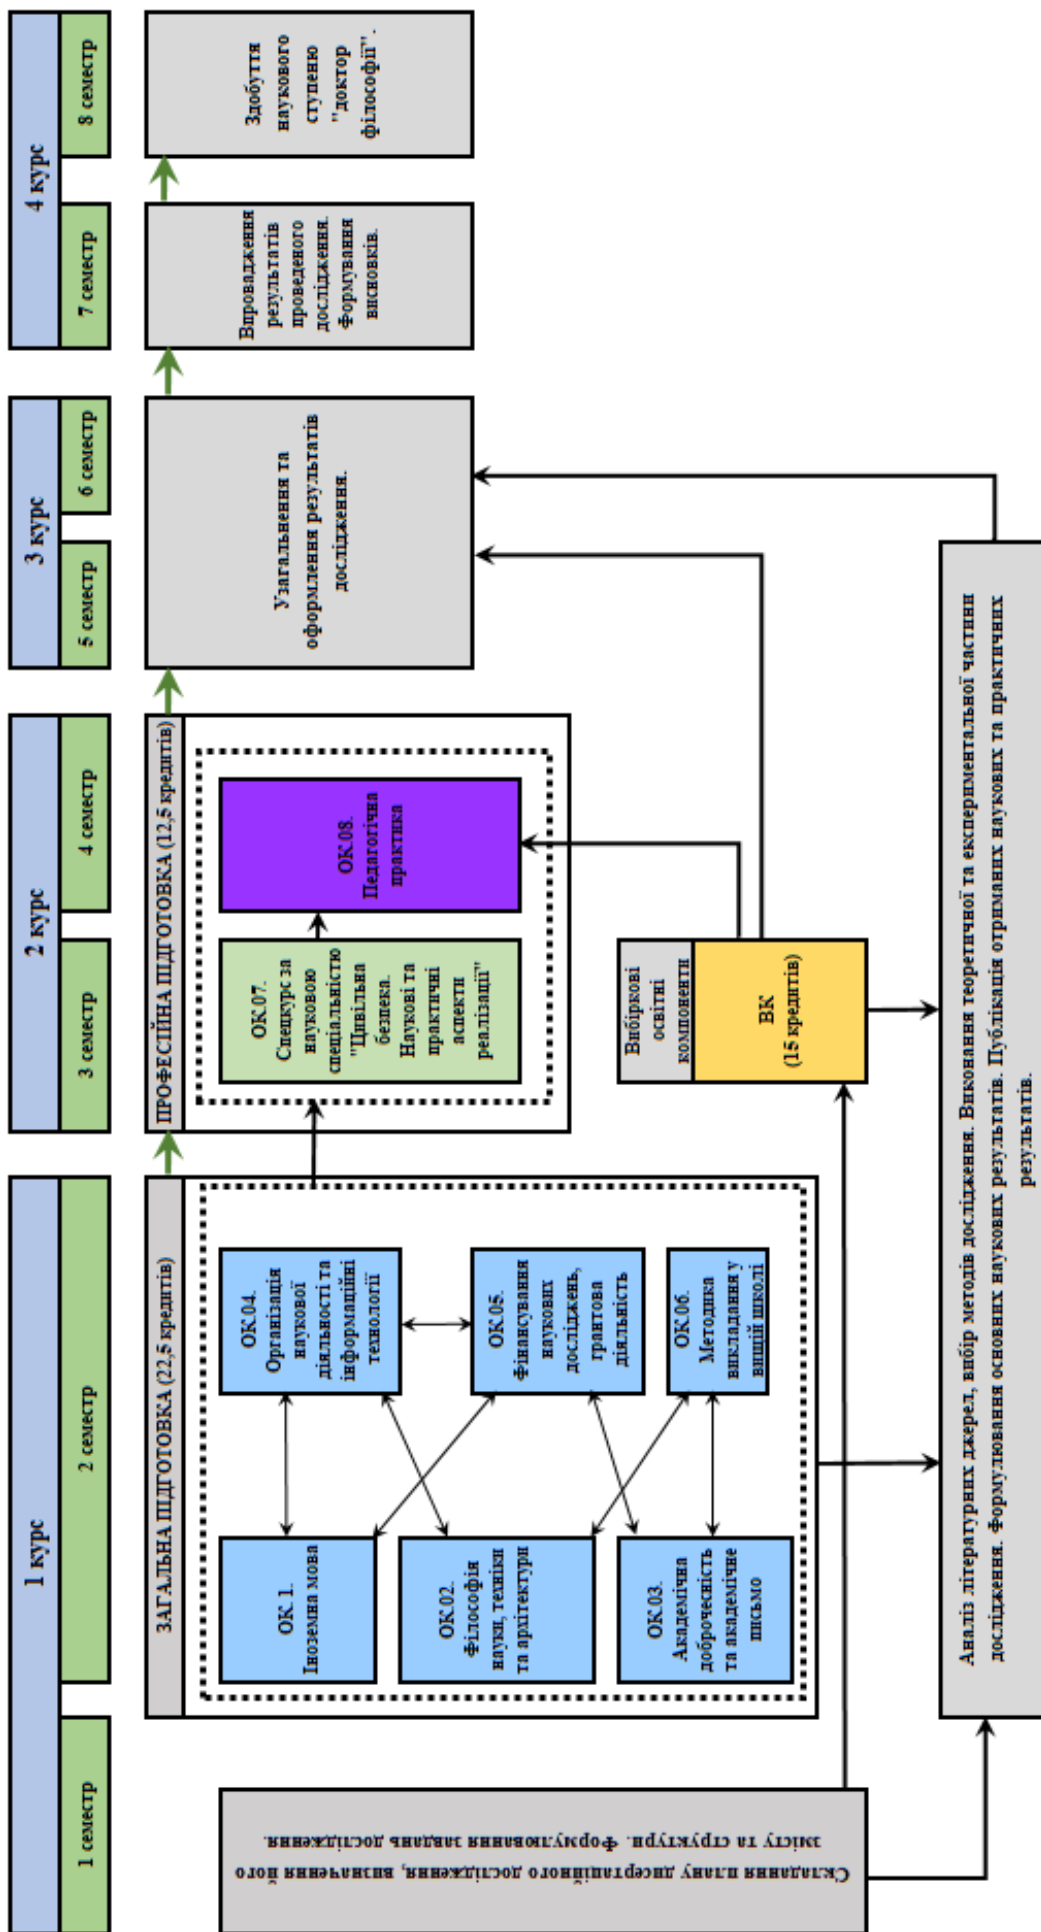 1 курс
2 курс
3 курс
4 курс
1 семестр
2 семестр
3 семестр
4 семестр
5 семестр
6 семестр
7 семестр
8 семестр
Складання плану дисертаційного дослідження, визначення його
змісту та структури. Формулювання завдань дослідження.
ЗАГАЛЬНА ПІДГОТОВКА (22,5 кредитів)
ОК.1.
Іноземна мова
ОК.02.
Філософія
науки, техніки
та архітектури
ОК.03.
Академічна
доброчесність
та академічне
письмо
ОК.04.
Організація
наукової
діяльності та
інформаційні
технології
ОК.05.
Фінансування
наукових
досліджень,
грантова
діяльність
ОК.06.
Методика
викладання у
вищій школі
ПРОФЕСІЙНА ПІДГОТОВКА (12,5 кредитів)
ОК.07.
Спецкурс за
науковою
спеціальністю
"Цивільна
безпека.
Наукові та
практичні
аспекти
реалізації"
ОК.08.
Педагогічна
практика
Вибіркові
освітні
компоненти
ВК
(15 кредитів)
Узагальнення та
оформлення результатів
дослідження.
Впровадження
результатів
проведеного
дослідження.
Формування
висновків.
Здобуття
наукового
ступеню
"доктор
філософії".
Аналіз літературних джерел, вибір методів дослідження. Виконання теоретичної та експериментальної частини
дослідження. Формулювання основних наукових результатів. Публікація отриманих наукових та практичних
результатів.